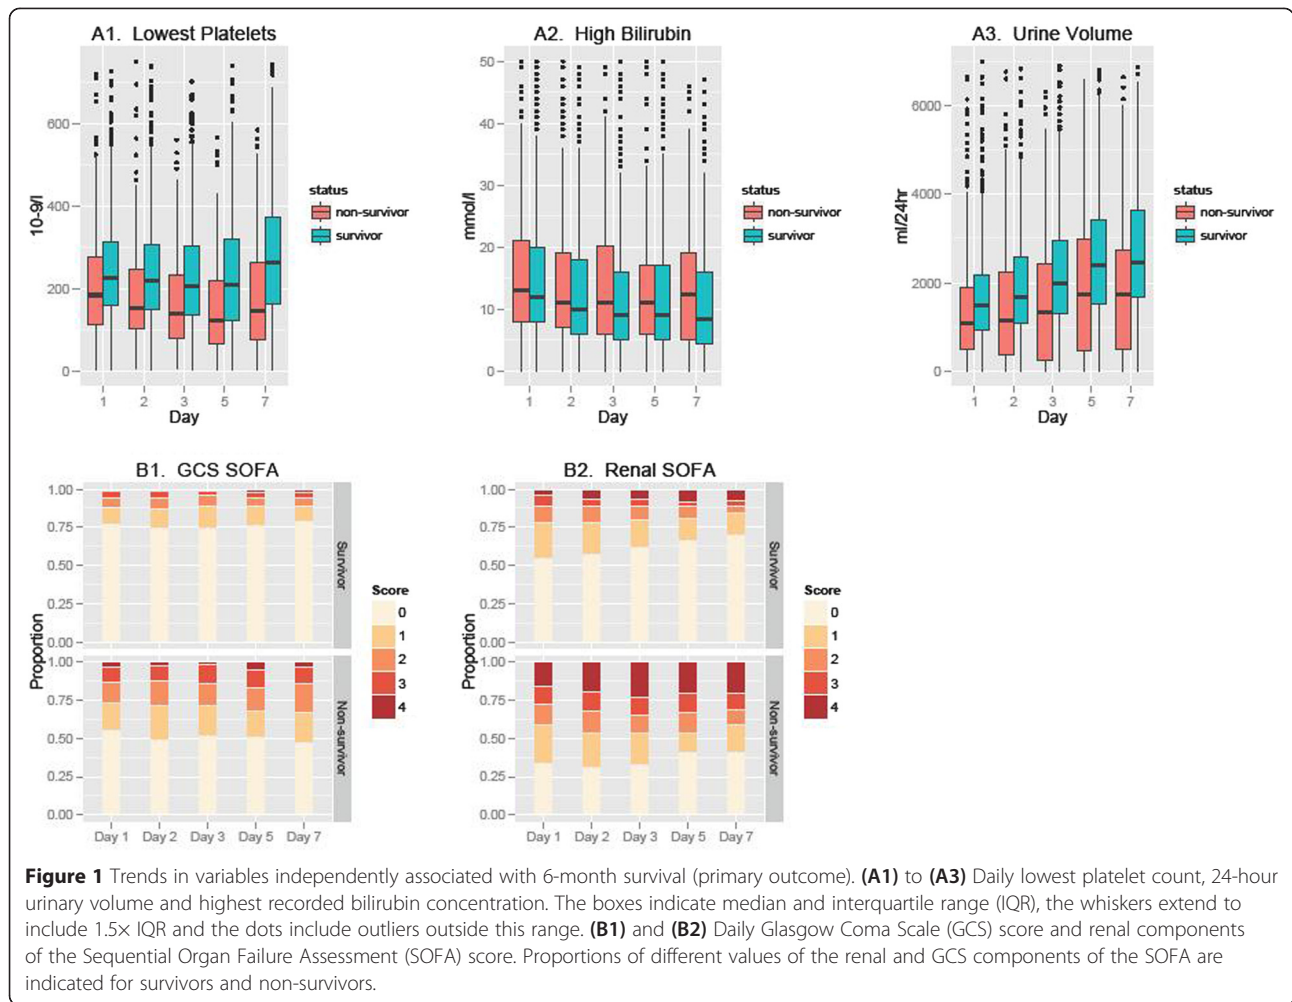 A1. Lowest Platelets
10-9/l
600
400
200
0
1 2 3 5 7
Day
status
non-survivor
survivor
A2. High Bilirubin
mmol/l
50
40
30
20
10
0
1 2 3 5 7
Day
status
non-survivor
survivor
A3. Urine Volume
ml/24hr
6000
4000
2000
0
1 2 3 5 7
Day
status
non-survivor
survivor
B1. GCS SOFA
Proportion
1.00
0.75
0.50
0.25
0.00
Survivor
1.00
0.75
0.50
0.25
0.00
Non-survivor
Day 1 Day 2 Day 3 Day 5 Day 7
Score
0
1
2
3
4
B2. Renal SOFA
Proportion
1.00
0.75
0.50
0.25
0.00
Survivor
1.00
0.75
0.50
0.25
0.00
Non-survivor
Day 1 Day 2 Day 3 Day 5 Day 7
Score
0
1
2
3
4
Figure 1 Trends in variables independently associated with 6-month survival (primary outcome). (A1) to (A3) Daily lowest platelet count, 24-hour
urinary volume and highest recorded bilirubin concentration. The boxes indicate median and interquartile range (IQR), the whiskers extend to
include 1.5× IQR and the dots include outliers outside this range. (B1) and (B2) Daily Glasgow Coma Scale (GCS) score and renal components
of the Sequential Organ Failure Assessment (SOFA) score. Proportions of different values of the renal and GCS components of the SOFA are
indicated for survivors and non-survivors.